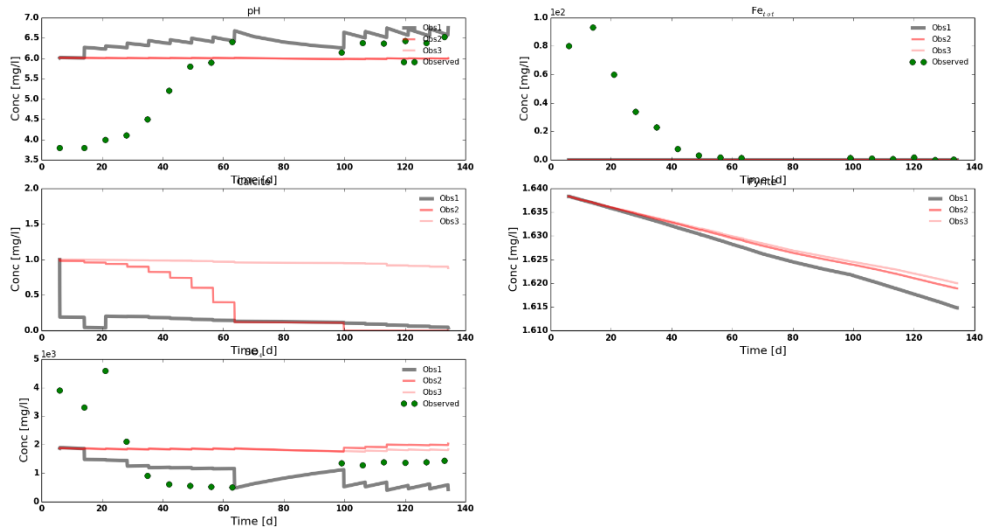 pH
Conc [mg/l]
7.0
6.5
6.0
5.5
5.0
4.5
4.0
3.5
Obs1
Obs2
Obs3
Observed
0 20 40 60 80 100 120 140
Time [d]
Fe_tot
1e2
Conc [mg/l]
1.0
0.8
0.6
0.4
0.2
0.0
Obs1
Obs2
Obs3
Observed
0 20 40 60 80 100 120 140
Time [d]
Calcite
Conc [mg/l]
2.0
1.5
1.0
0.5
0.0
Obs1
Obs2
Obs3
0 20 40 60 80 100 120 140
Time [d]
Pyrite
Conc [mg/l]
1.640
1.635
1.630
1.625
1.620
1.615
1.610
Obs1
Obs2
Obs3
0 20 40 60 80 100 120 140
Time [d]
1e3
Conc [mg/l]
5
4
3
2
1
0
Obs1
Obs2
Obs3
Observed
0 20 40 60 80 100 120 140
Time [d]